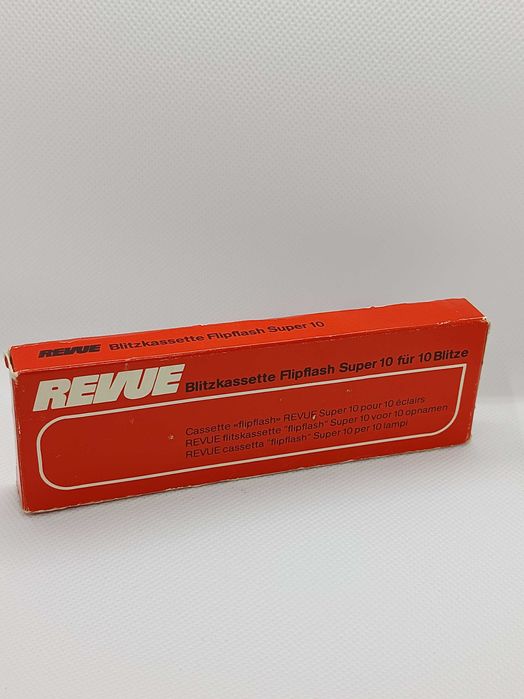 REVUE Blitzkassette Flipflash Super 10
REVUE Blitzkassette Flipflash Super 10 für 10 Blitze
Cassette «flipflash» REVUE Super 10 pour 10 éclairs
REVUE flitskassette "flipflash" Super 10 voor 10 opnamen
REVUE cassetta "flipflash" Super 10 per 10 lampi